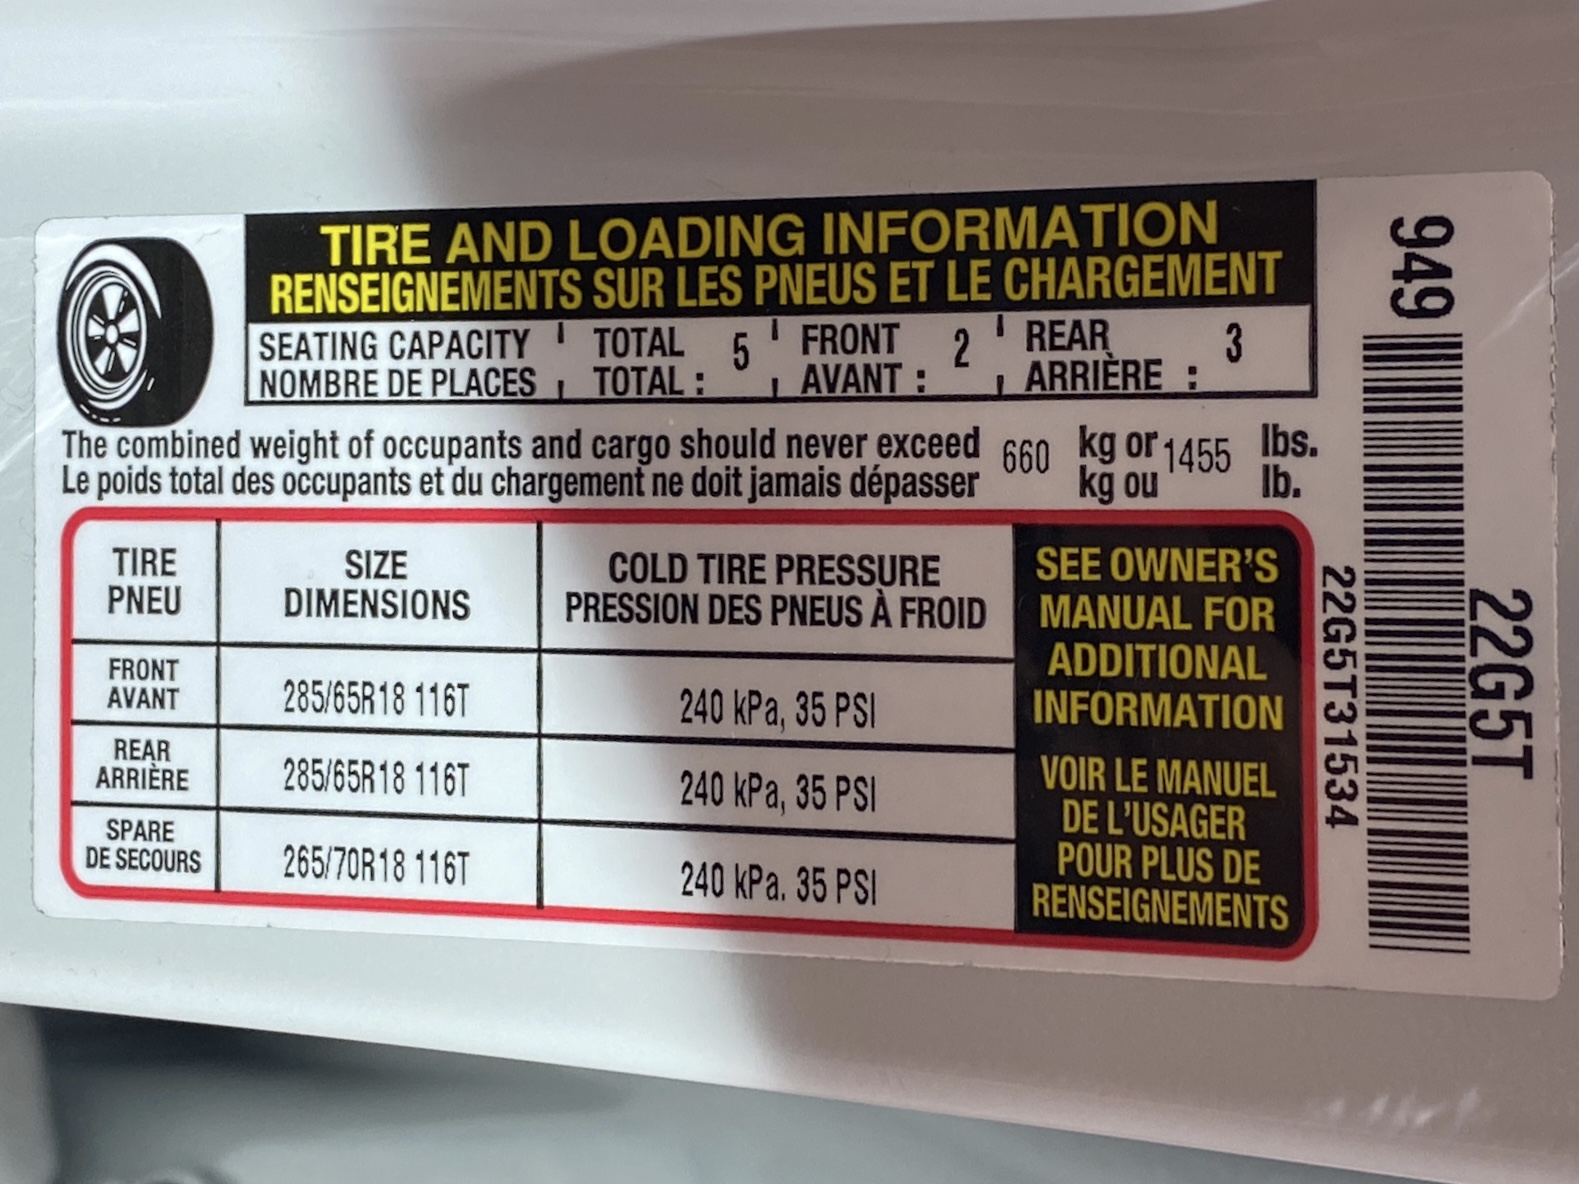 TIRE AND LOADING INFORMATION
RENSEIGNEMENTS SUR LES PNEUS ET LE CHARGEMENT
SEATING CAPACITY TOTAL 5 FRONT 2 REAR 3
NOMBRE DE PLACES TOTAL : AVANT : ARRIÈRE :
The combined weight of occupants and cargo should never exceed 660 kg or 1455 lbs.
Le poids total des occupants et du chargement ne doit jamais dépasser kg ou lb.
TIRE SIZE COLD TIRE PRESSURE
PNEU DIMENSIONS PRESSION DES PNEUS À FROID
FRONT
AVANT 285/65R18 116T 240 kPa, 35 PSI
REAR
ARRIÈRE 285/65R18 116T 240 kPa, 35 PSI
SPARE
DE SECOURS 265/70R18 116T 240 kPa. 35 PSI
SEE OWNER'S
MANUAL FOR
ADDITIONAL
INFORMATION
VOIR LE MANUEL
DE L'USAGER
POUR PLUS DE
RENSEIGNEMENTS
949
22G5T31534
22G5T